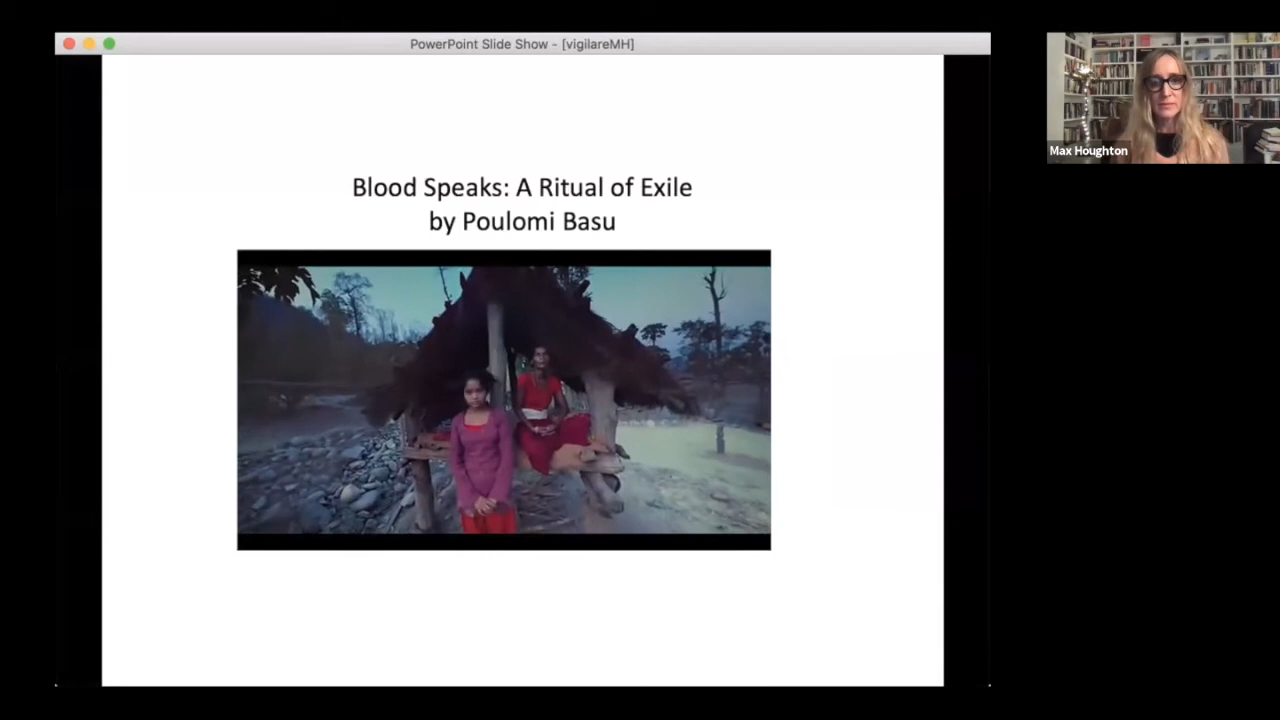 PowerPoint Slide Show - [vigilareMH]
Blood Speaks: A Ritual of Exile
by Poulomi Basu
Max Houghton